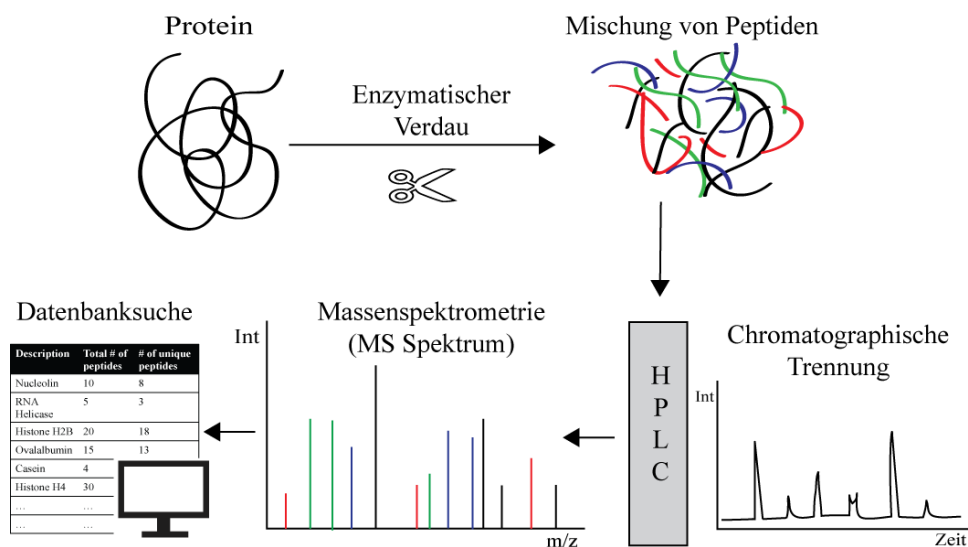 Protein
Enzymatischer
Verdau
Mischung von Peptiden
Datenbanksuche
Description Total # of peptides # of unique peptides
Nucleolin 10 8
RNA Helicase 5 3
Histone H2B 20 18
Ovalalbumin 15 13
Casein 4
Histone H4 30
... ...
... ...
Massenspektrometrie
(MS Spektrum)
Int
m/z
H
P
L
C
Chromatographische
Trennung
Int
Zeit